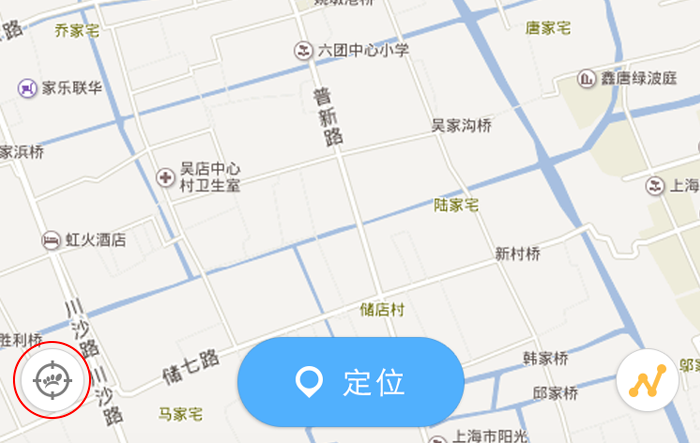 乔家宅
唐家宅
六团中心小学
家乐联华
鑫唐绿波庭
普新路
吴家沟桥
家浜桥
吴店中心
村卫生室
上海
陆家宅
虹火酒店
新村桥
川沙路
储店村
胜利桥
储七路
川沙路
定位
韩家桥
邱家桥
马家宅
上海市阳光